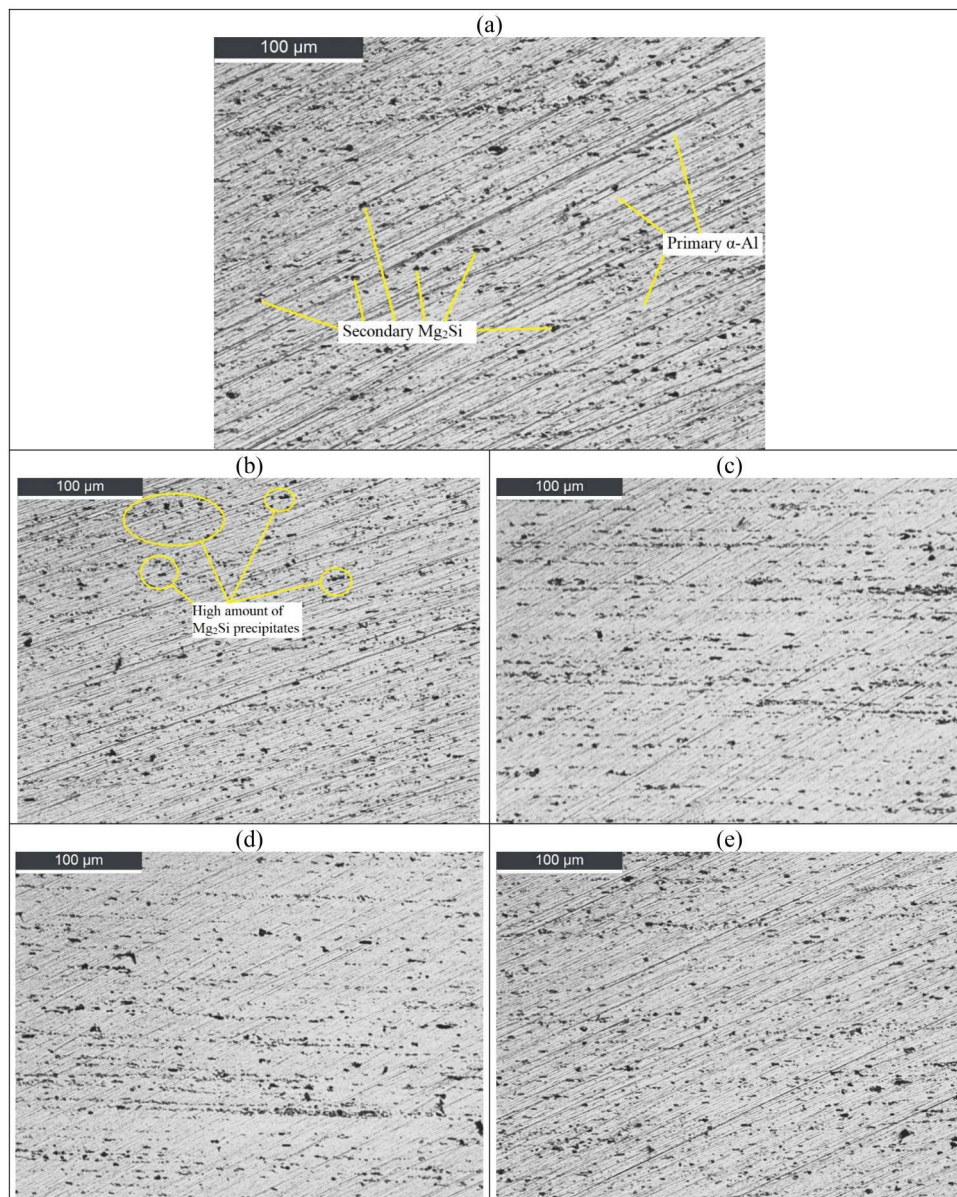 (a)
100 µm
Primary α-Al
Secondary Mg₂Si
(b)
100 µm
High amount of
Mg₂Si precipitates
(c)
100 µm
(d)
100 µm
(e)
100 µm